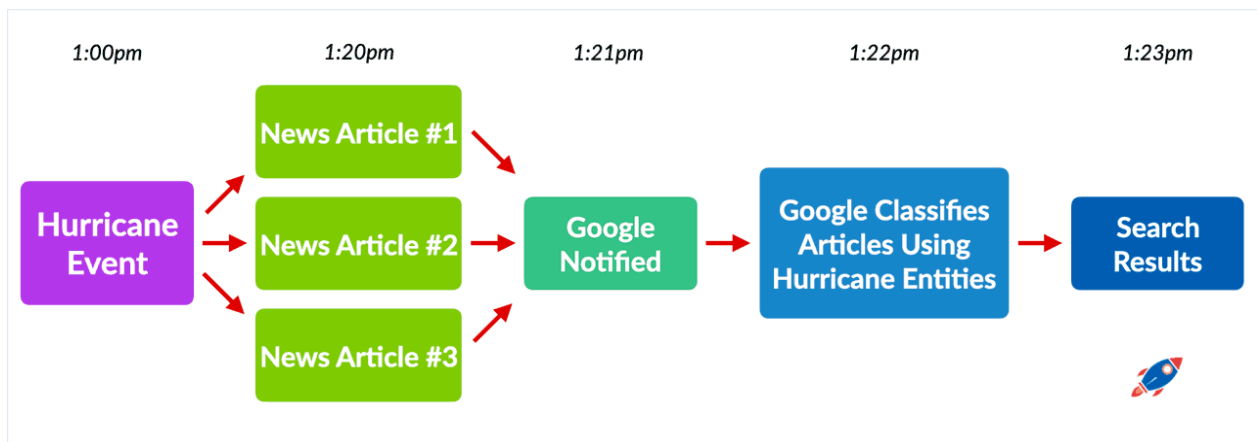 1:00pm
1:20pm
1:21pm
1:22pm
1:23pm
Hurricane
Event
News Article #1
News Article #2
News Article #3
Google
Notified
Google Classifies
Articles Using
Hurricane Entities
Search
Results